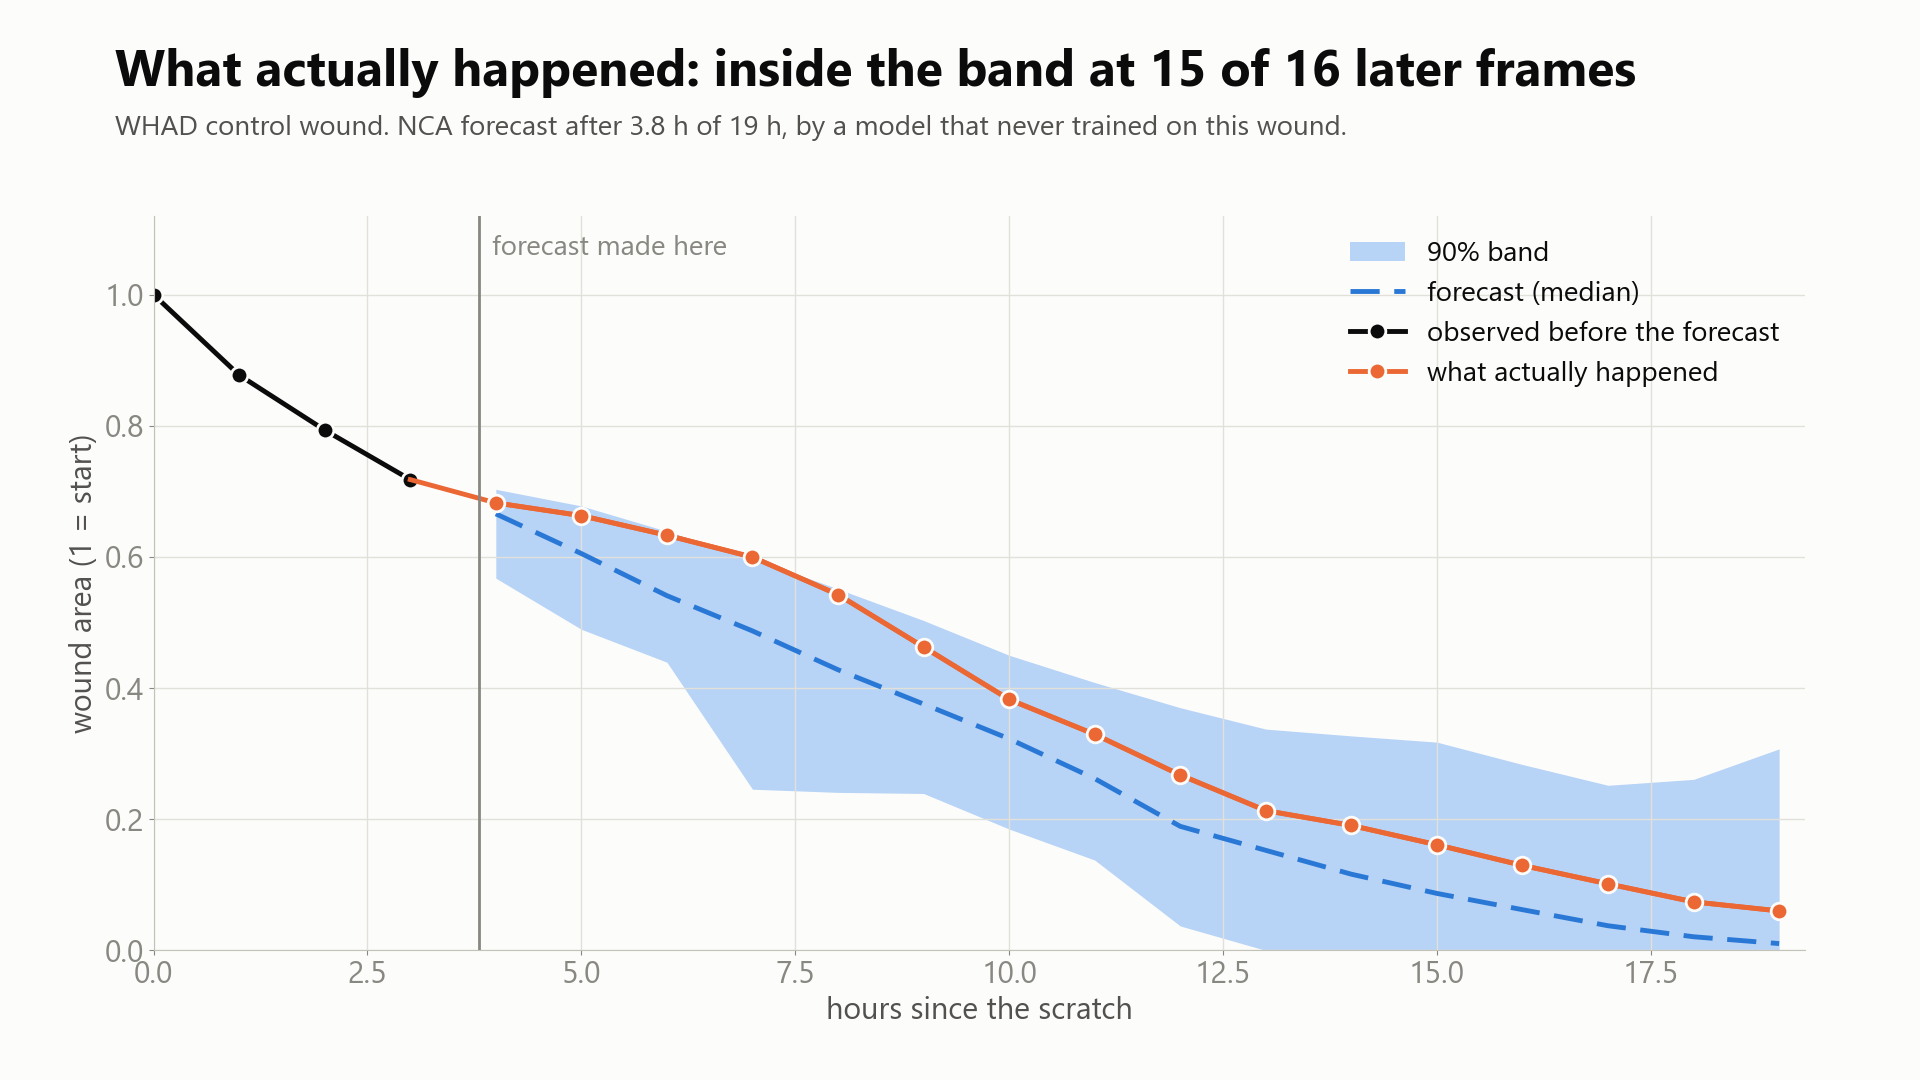 What actually happened: inside the band at 15 of 16 later frames
WHAD control wound. NCA forecast after 3.8 h of 19 h, by a model that never trained on this wound.
forecast made here
90% band
forecast (median)
observed before the forecast
what actually happened
wound area (1 = start)
1.0
0.8
0.6
0.4
0.2
0.0
0.0 2.5 5.0 7.5 10.0 12.5 15.0 17.5
hours since the scratch